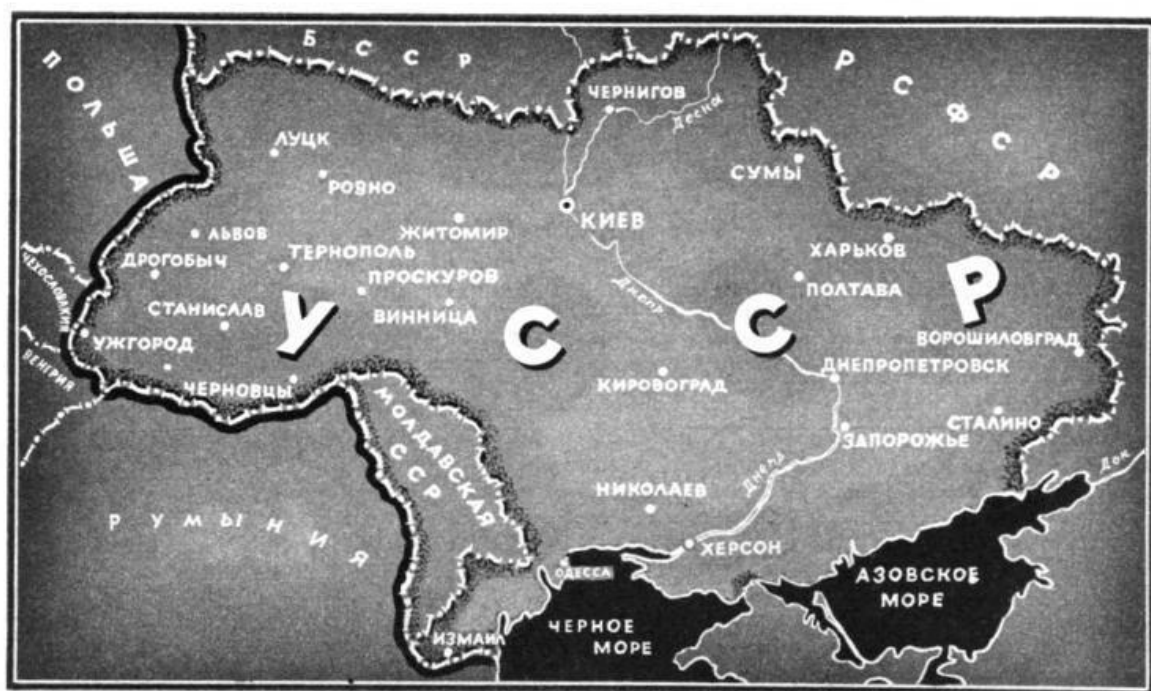 БССР
РСФСР
ПОЛЬША
ЧЕРНИГОВ
Десна
ЛУЦК
СУМЫ
РОВНО
КИЕВ
ЛЬВОВ
ЖИТОМИР
ХАРЬКОВ
ТЕРНОПОЛЬ
ДРОГОБЫЧ
ПРОСКУРОВ
ПОЛТАВА
ЧЕХОСЛОВАКИЯ
Днепр
СТАНИСЛАВ
ВИННИЦА
УССР
УЖГОРОД
ВОРОШИЛОВГРАД
ВЕНГРИЯ
ДНЕПРОПЕТРОВСК
ЧЕРНОВЦЫ
КИРОВОГРАД
МОЛДАВСКАЯ
ССР
СТАЛИНО
ЗАПОРОЖЬЕ
Дон
Днепр
НИКОЛАЕВ
РУМЫНИЯ
ХЕРСОН
ОДЕССА
АЗОВСКОЕ
МОРЕ
ЧЕРНОЕ
МОРЕ
ИЗМАИЛ